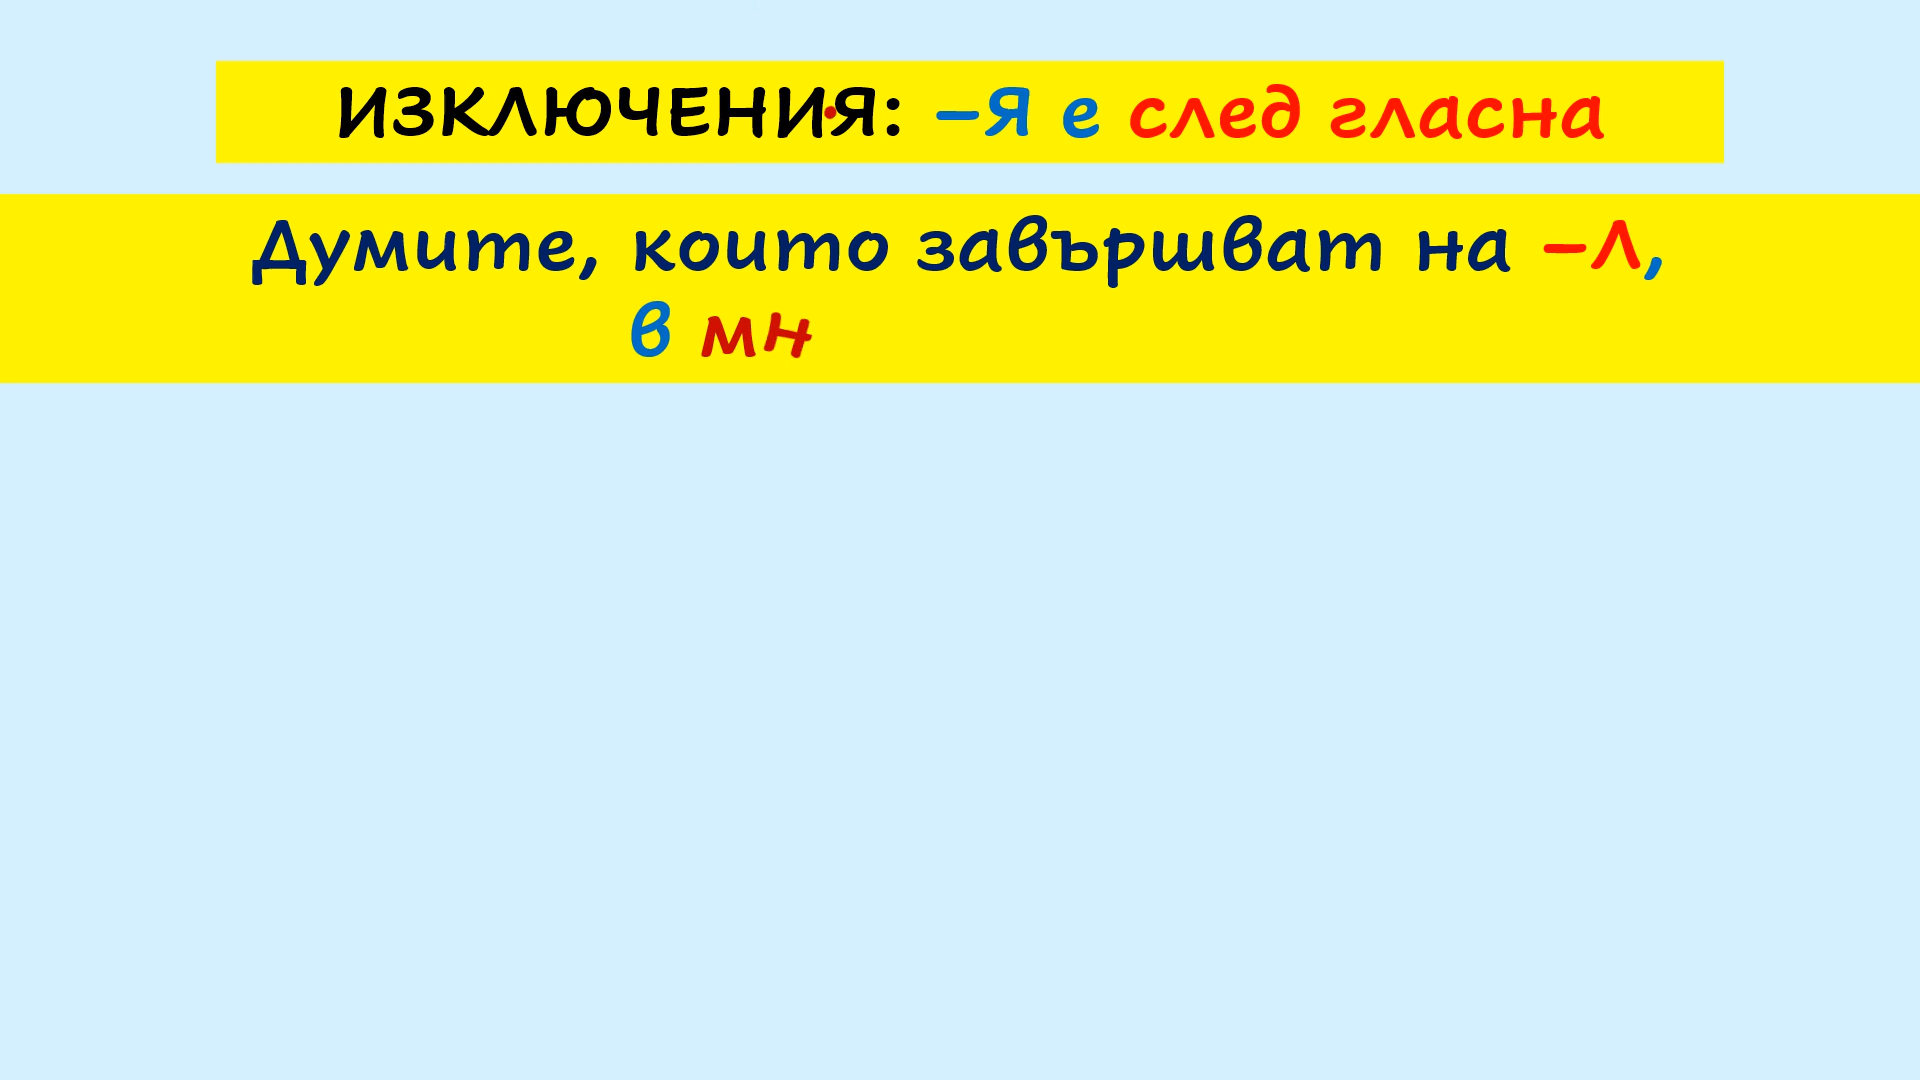 ИЗКЛЮЧЕНИЯ: –Я е след гласна
Думите, които завършват на –Л,
в мн